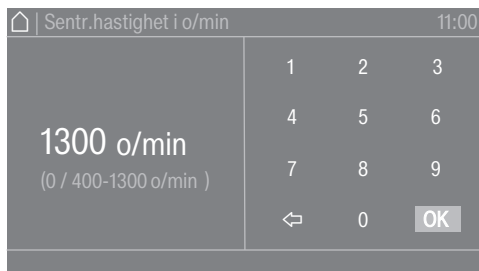 | Sentr.hastighet i o/min 11:00
1 2 3
4 5 6
1300 o/min
(0 / 400-1300 o/min )
7 8 9
0 OK